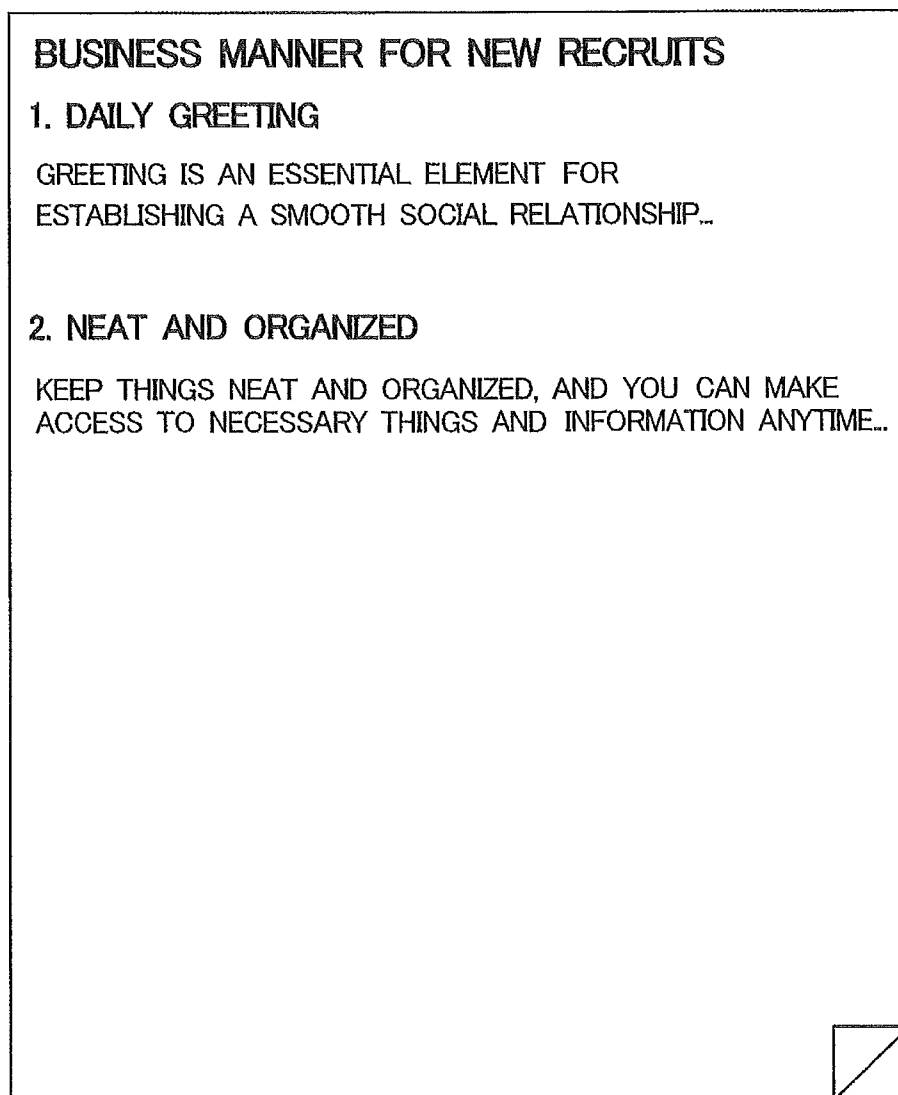 BUSINESS MANNER FOR NEW RECRUITS
1. DAILY GREETING
GREETING IS AN ESSENTIAL ELEMENT FOR
ESTABLISHING A SMOOTH SOCIAL RELATIONSHIP...
2. NEAT AND ORGANIZED
KEEP THINGS NEAT AND ORGANIZED, AND YOU CAN MAKE
ACCESS TO NECESSARY THINGS AND INFORMATION ANYTIME...